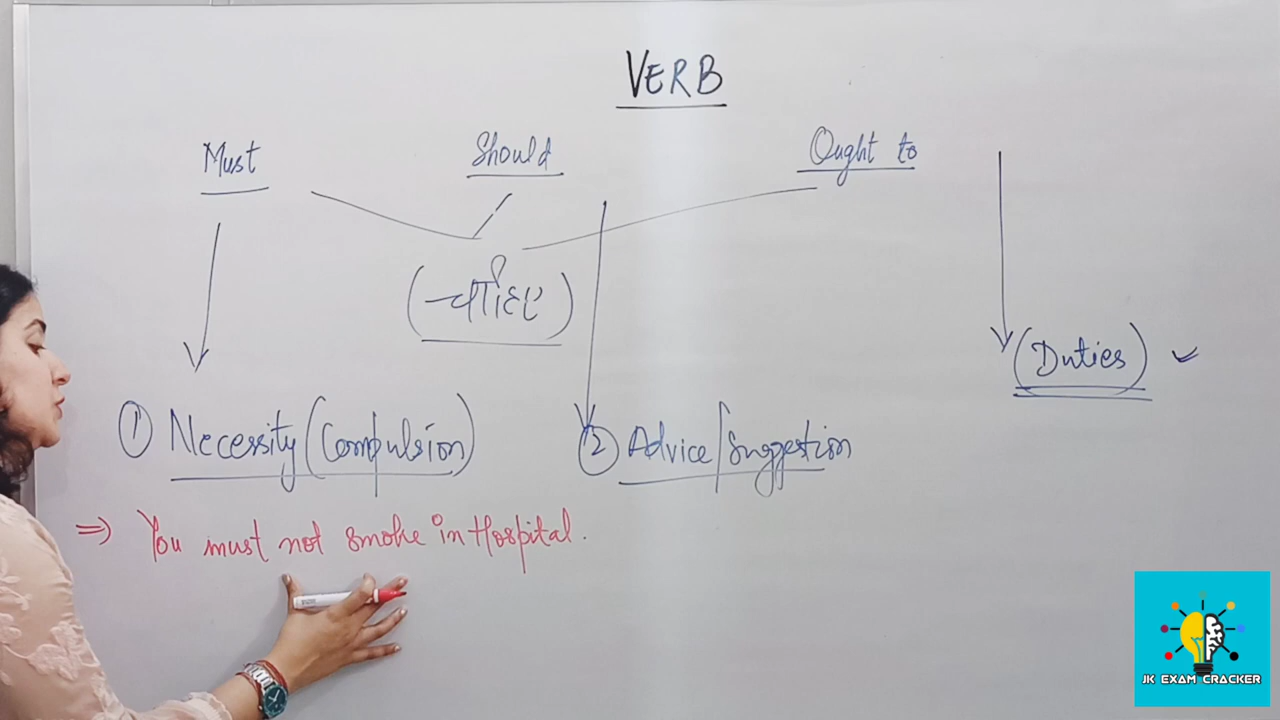 VERB
Must Should Ought to
(चाहिए)
(Duties)
① Necessity (Compulsion) ② Advice/Suggestion
⇒ You must not smoke in Hospital.
JK EXAM CRACKER